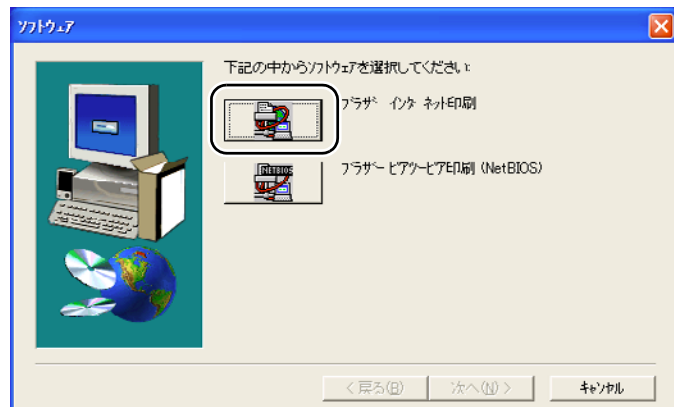 ソフトウェア
下記の中からソフトウェアを選択してください:
ブラザー インターネット印刷
NETBIOS
ブラザー ピアツーピア印刷 (NetBIOS)
< 戻る(B)
次へ(N) >
キャンセル